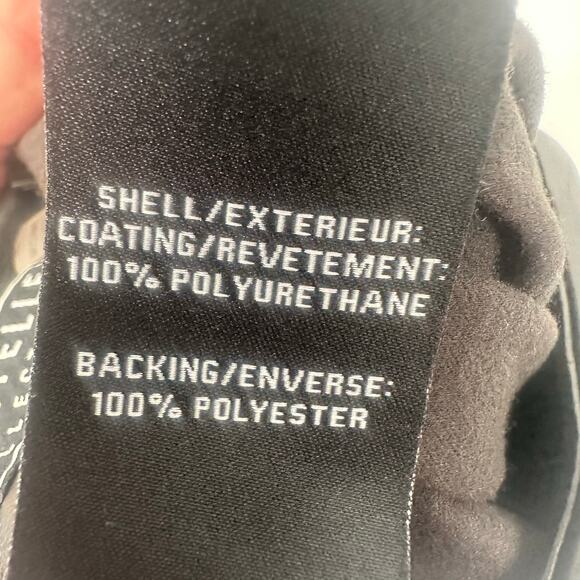 SHELL/EXTERIEUR:
COATING/REVETEMENT:
100% POLYURETHANE
BACKING/ENVERSE:
100% POLYESTER